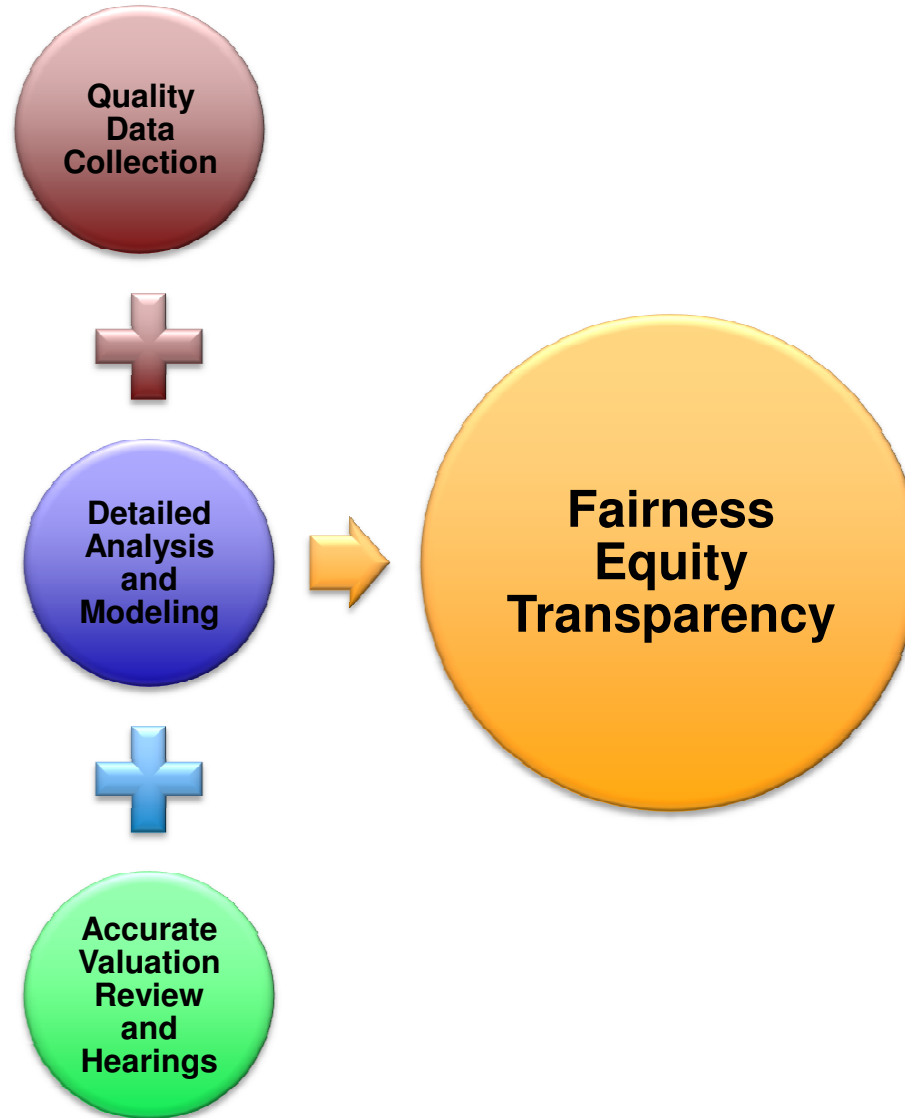 Quality
Data
Collection
Detailed
Analysis
and
Modeling
Accurate
Valuation
Review
and
Hearings
Fairness
Equity
Transparency